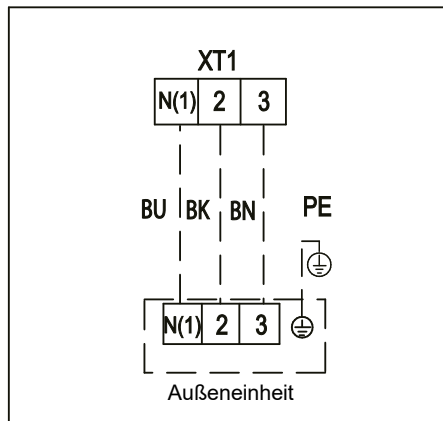 XT1
N(1) 2 3
BU BK BN PE
N(1) 2 3
Außeneinheit